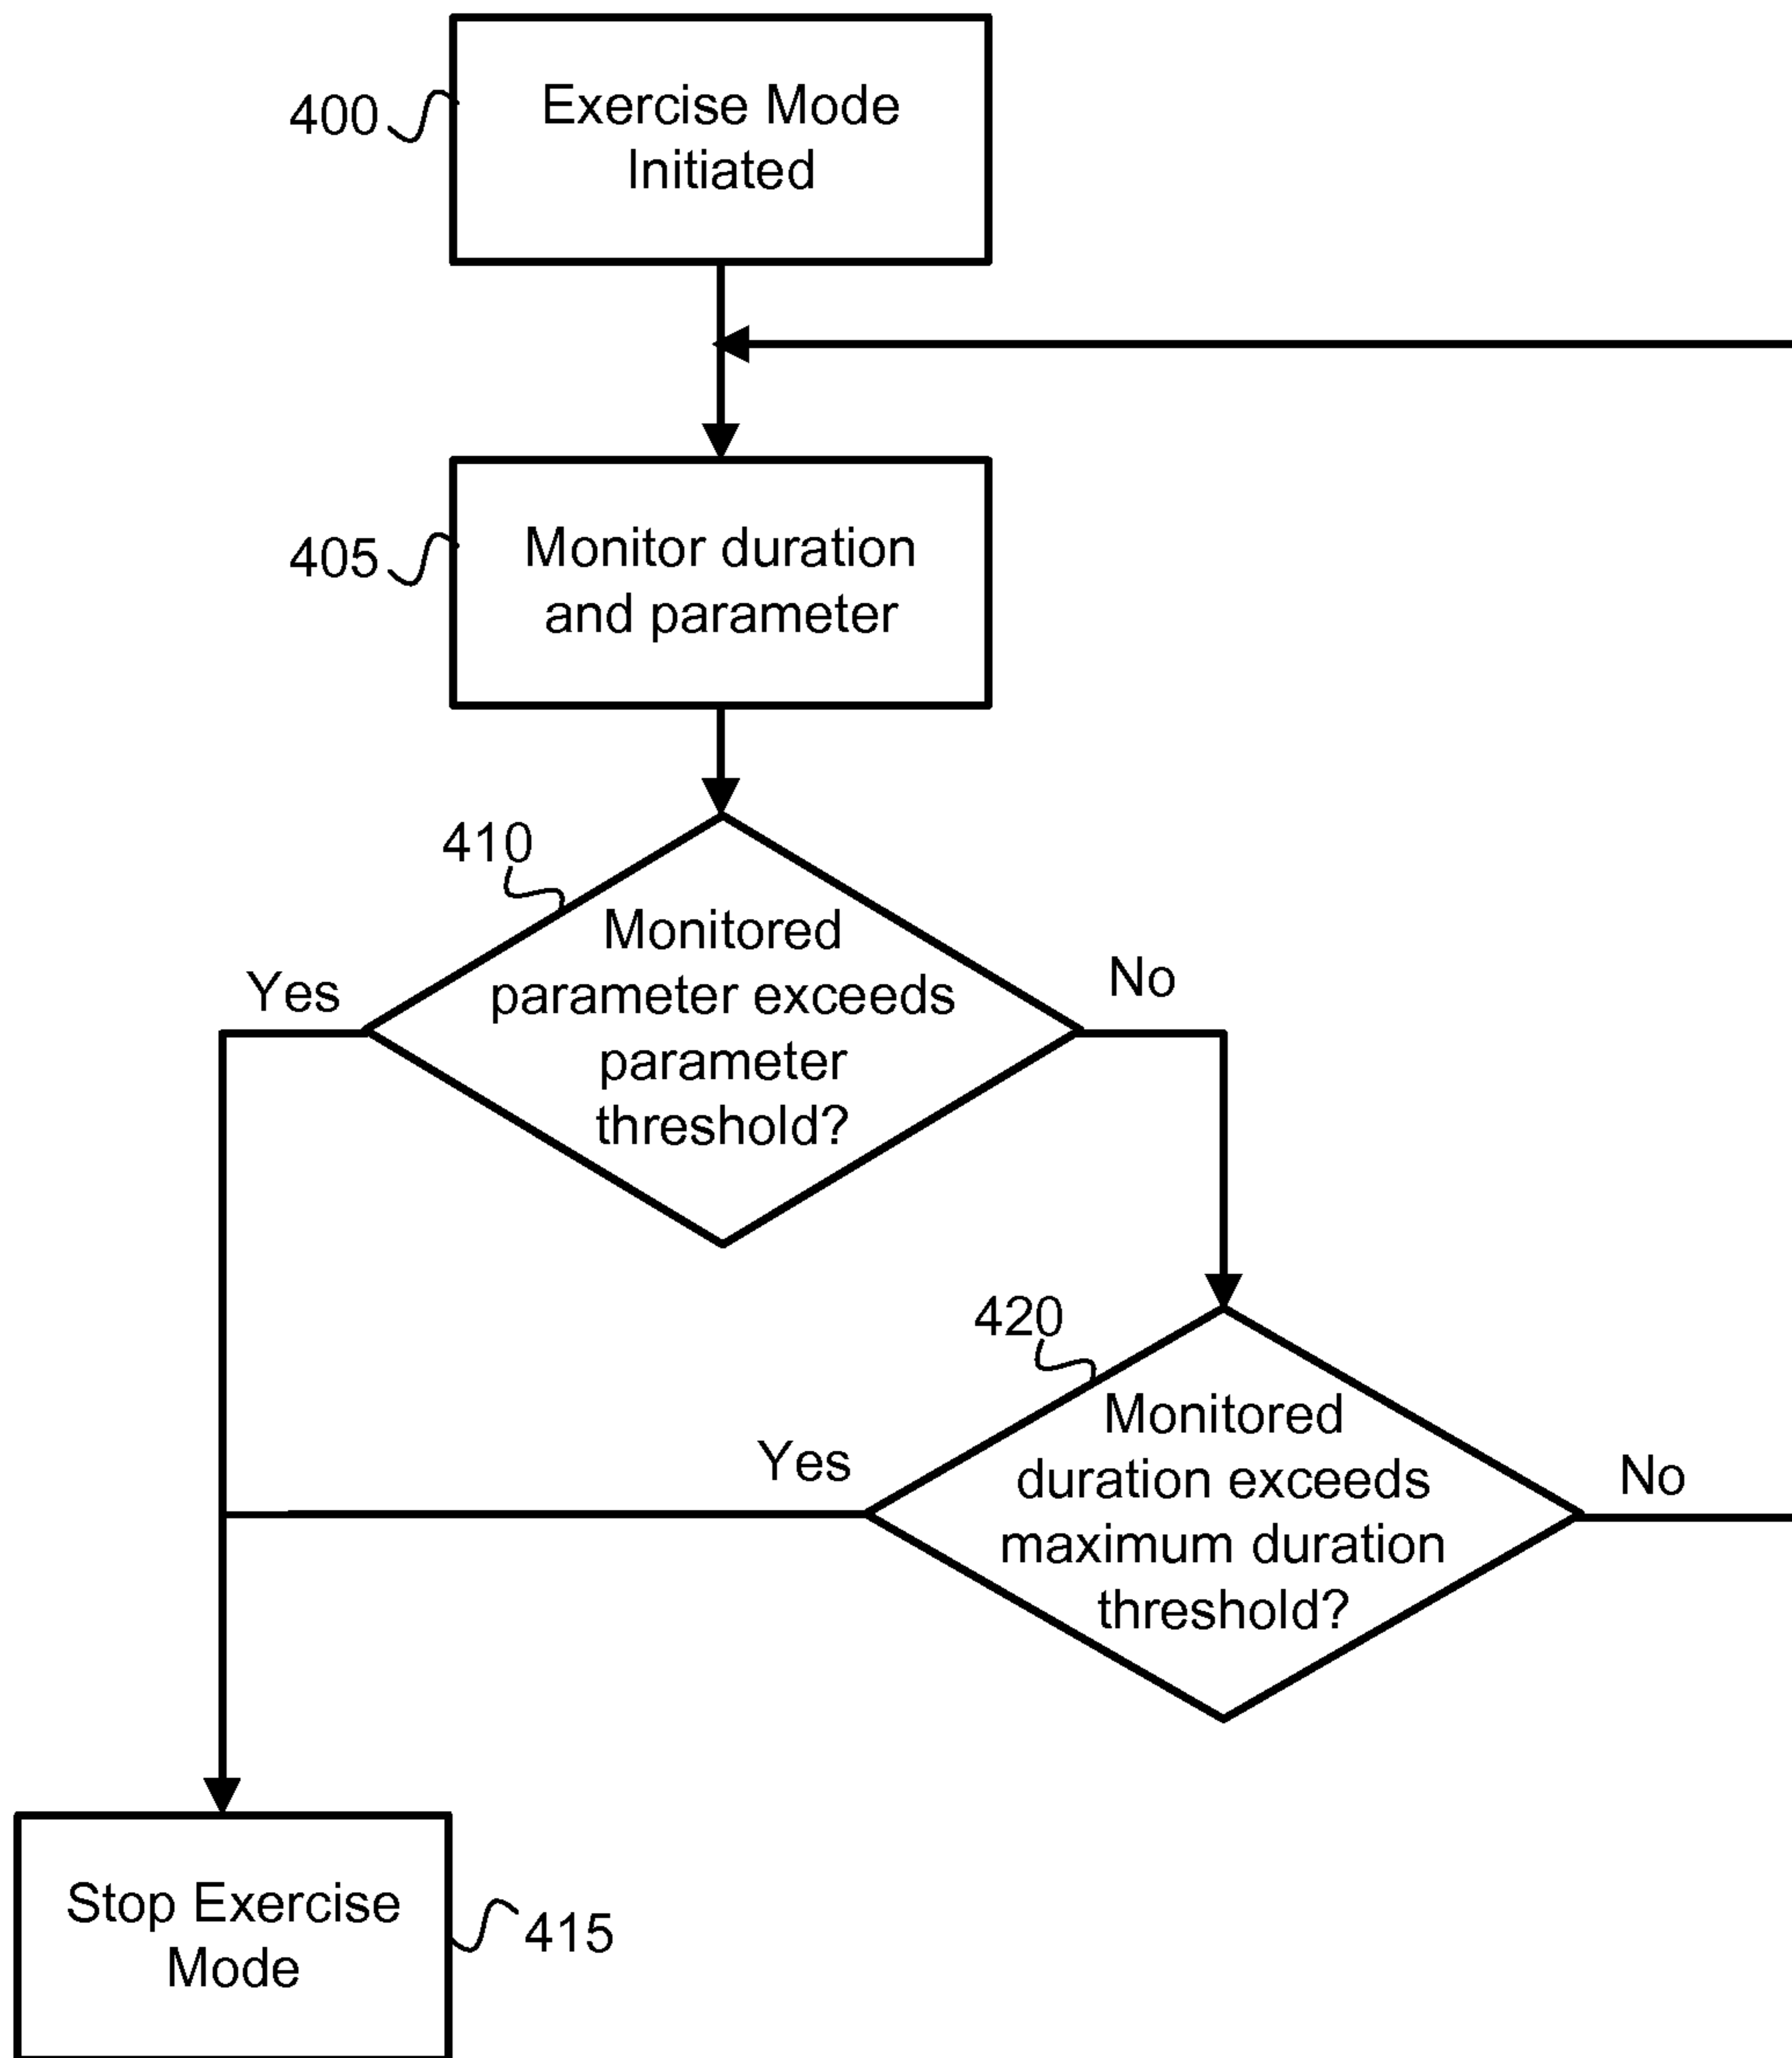 400
Exercise Mode
Initiated
405
Monitor duration
and parameter
410
Monitored
parameter exceeds
parameter
threshold?
Yes
No
420
Monitored
duration exceeds
maximum duration
threshold?
Yes
No
Stop Exercise
Mode
415